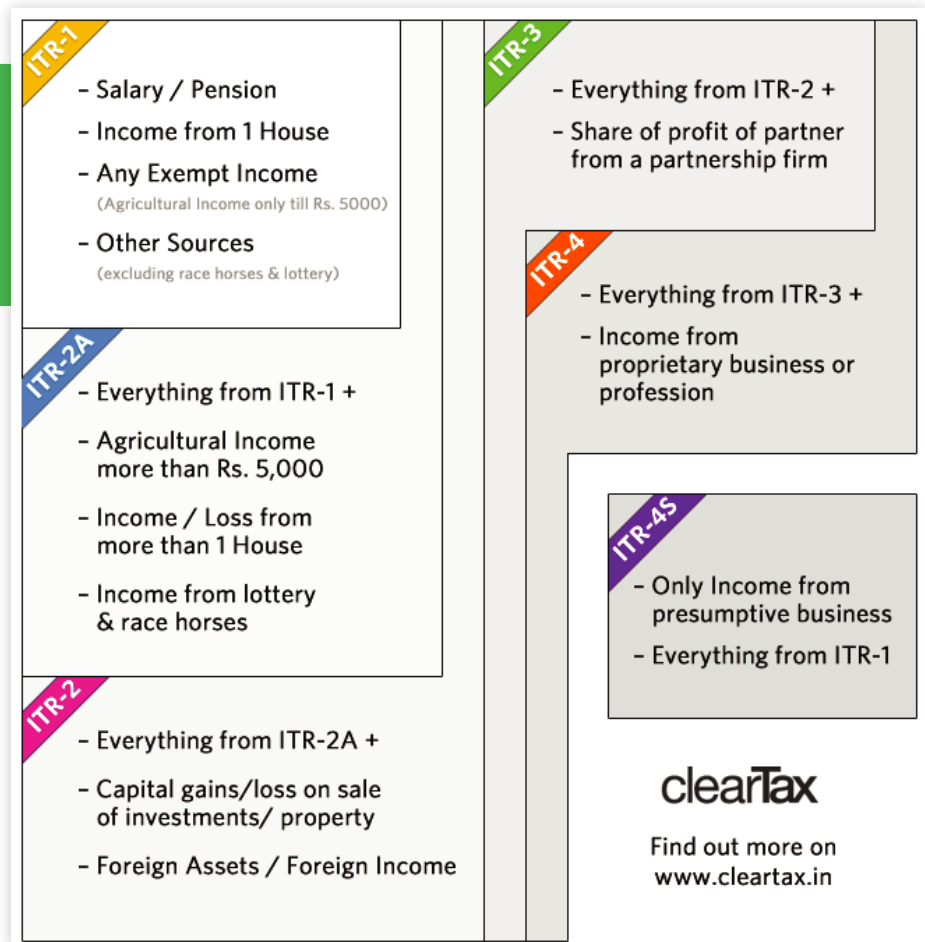 ITR-1
– Salary / Pension
– Income from 1 House
– Any Exempt Income
(Agricultural Income only till Rs. 5000)
– Other Sources
(excluding race horses & lottery)
ITR-2A
– Everything from ITR-1 +
– Agricultural Income
more than Rs. 5,000
– Income / Loss from
more than 1 House
– Income from lottery
& race horses
ITR-2
– Everything from ITR-2A +
– Capital gains/loss on sale
of investments/ property
– Foreign Assets / Foreign Income
ITR-3
– Everything from ITR-2 +
– Share of profit of partner
from a partnership firm
ITR-4
– Everything from ITR-3 +
– Income from
proprietary business or
profession
ITR-4S
– Only Income from
presumptive business
– Everything from ITR-1
clearTax
Find out more on
www.cleartax.in